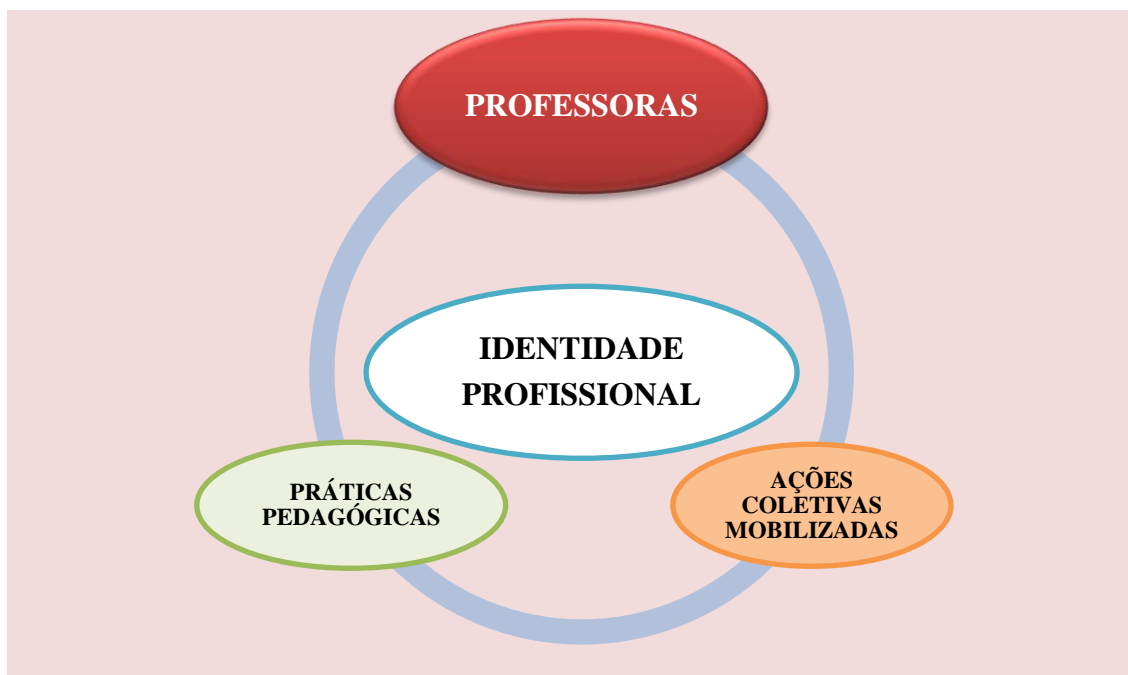 PROFESSORAS
IDENTIDADE
PROFISSIONAL
PRÁTICAS
PEDAGÓGICAS
AÇÕES
COLETIVAS
MOBILIZADAS